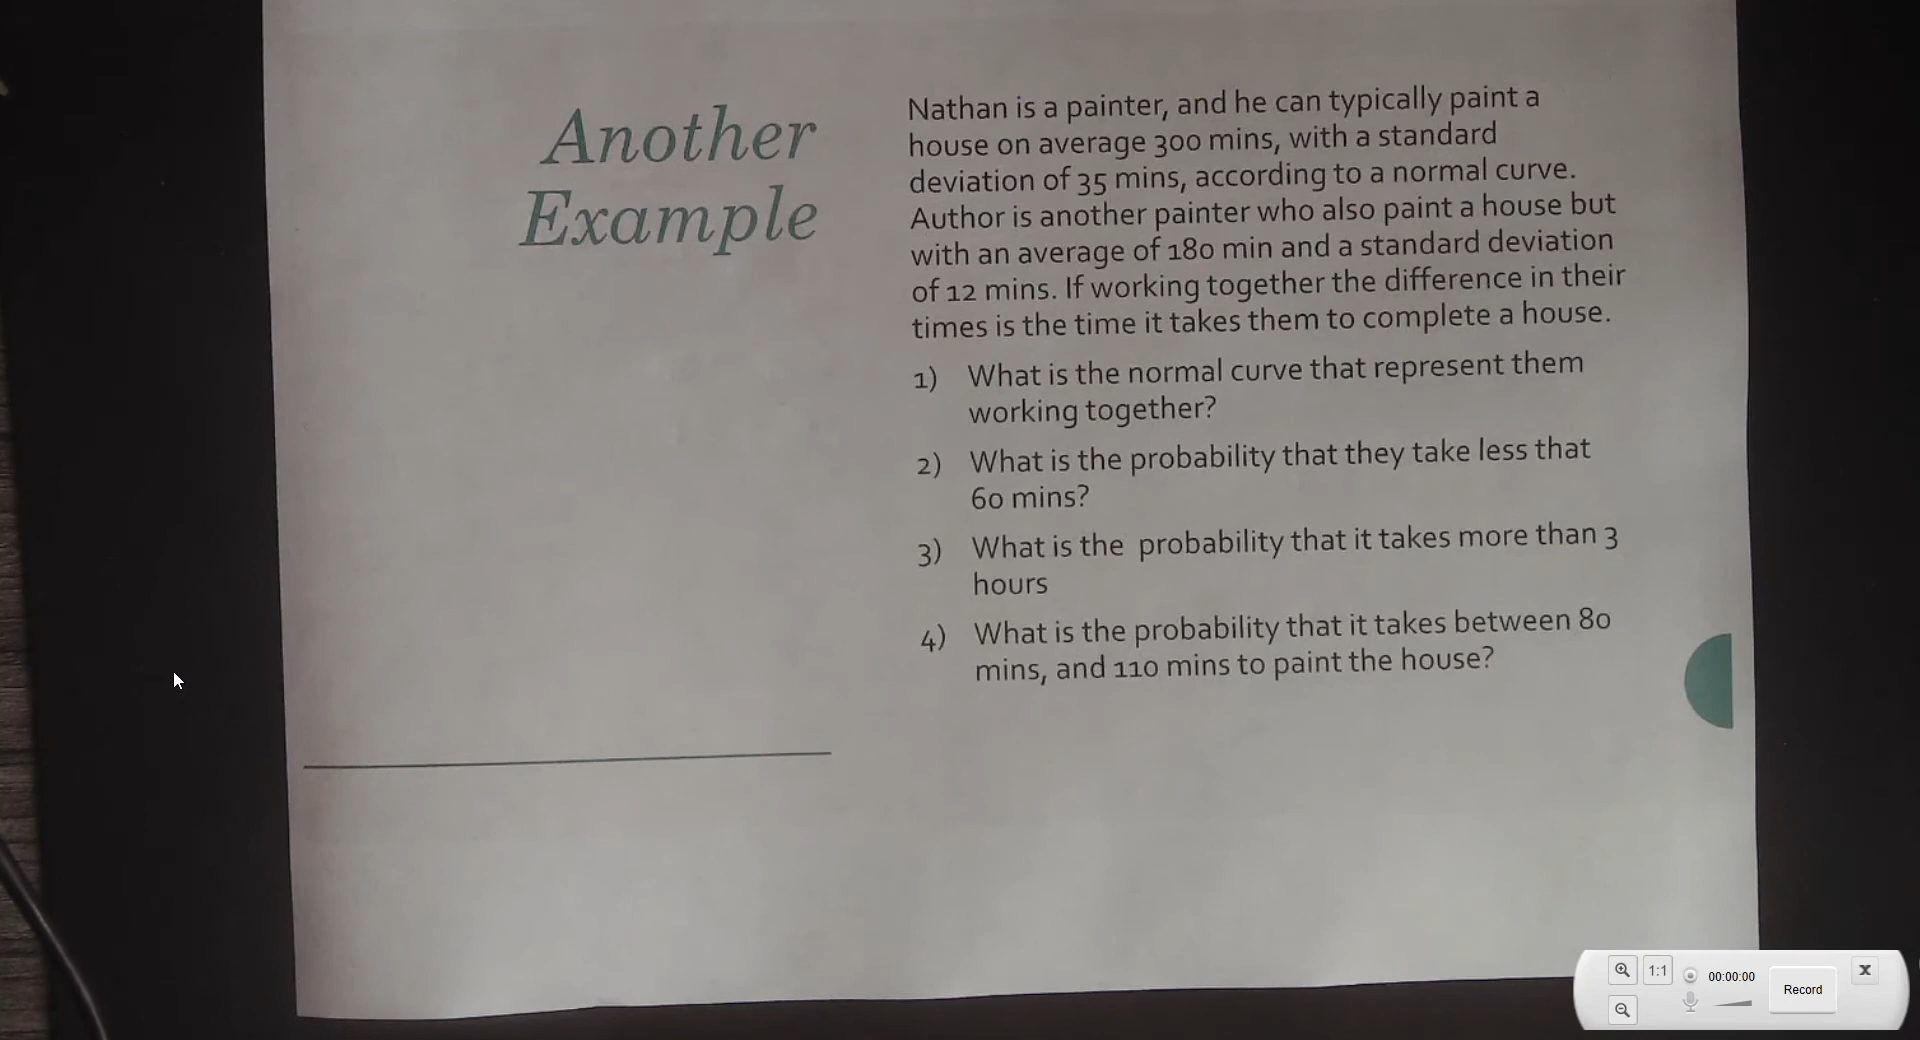 Another
Example
Nathan is a painter, and he can typically paint a
house on average 300 mins, with a standard
deviation of 35 mins, according to a normal curve.
Author is another painter who also paint a house but
with an average of 180 min and a standard deviation
of 12 mins. If working together the difference in their
times is the time it takes them to complete a house.
1) What is the normal curve that represent them
working together?
2) What is the probability that they take less that
60 mins?
3) What is the probability that it takes more than 3
hours
4) What is the probability that it takes between 80
mins, and 110 mins to paint the house?
1:1
00:00:00
Record
x